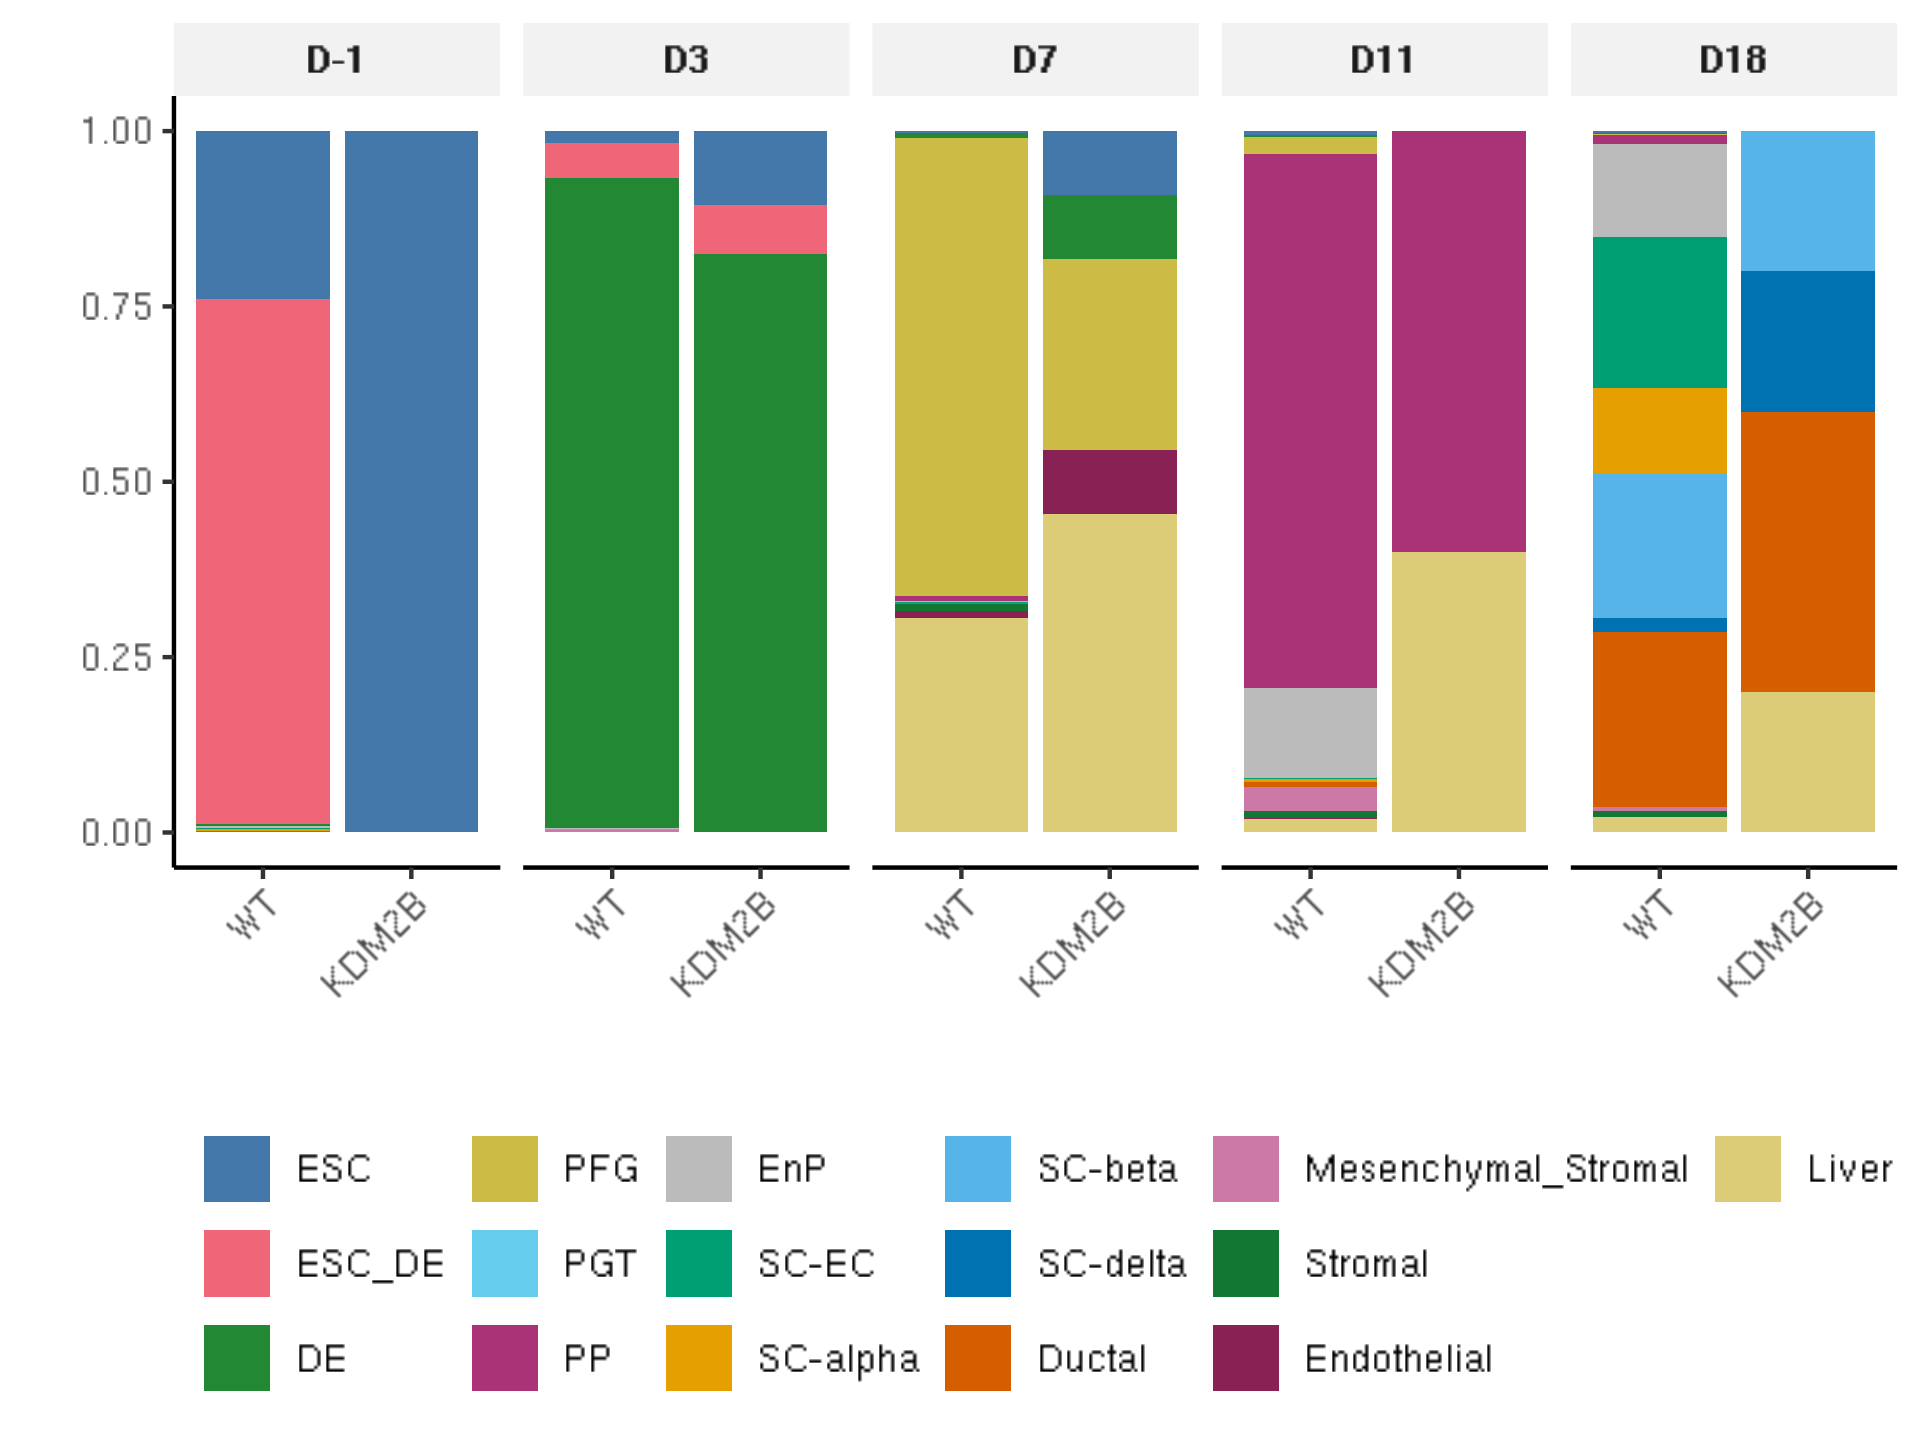 D-1 D3 D7 D11 D18
1.00
0.75
0.50
0.25
0.00
WT KDM2B WT KDM2B WT KDM2B WT KDM2B WT KDM2B
ESC PFG EnP SC-beta Mesenchymal_Stromal Liver
ESC_DE PGT SC-EC SC-delta Stromal
DE PP SC-alpha Ductal Endothelial